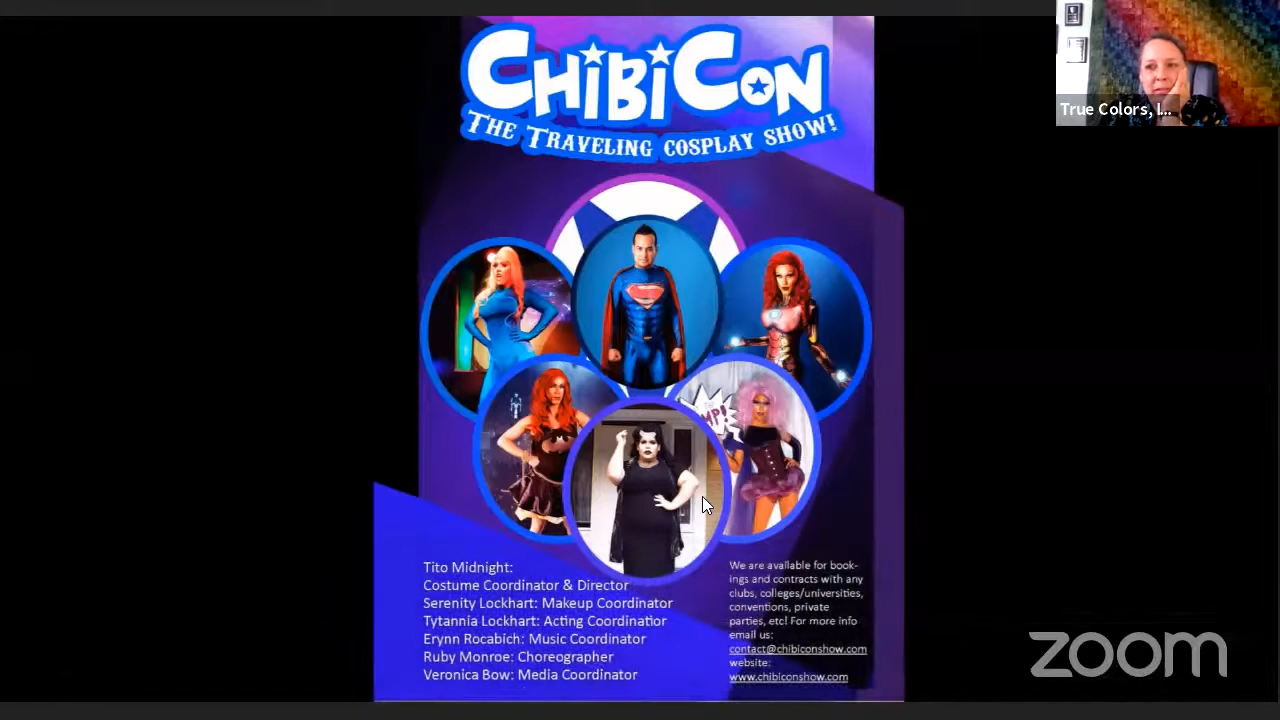 CHIBICON
THE TRAVELING COSPLAY SHOW!
True Colors, I...
MP!
Tito Midnight:
Costume Coordinator & Director
Serenity Lockhart: Makeup Coordinator
Tytannia Lockhart: Acting Coordinatior
Erynn Rocabich: Music Coordinator
Ruby Monroe: Choreographer
Veronica Bow: Media Coordinator
We are available for book-
ings and contracts with any
clubs, colleges/universities,
conventions, private
parties, etc! For more info
email us:
contact@chibiconshow.com
website:
www.chibiconshow.com
zoom